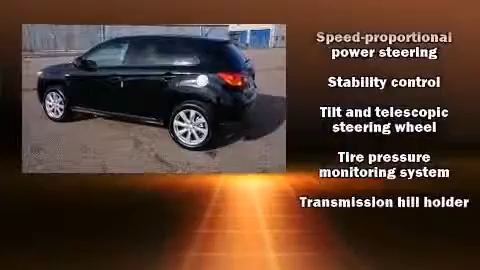 Speed-proportional
power steering
Stability control
Tilt and telescopic
steering wheel
Tire pressure
monitoring system
Transmission hill holder